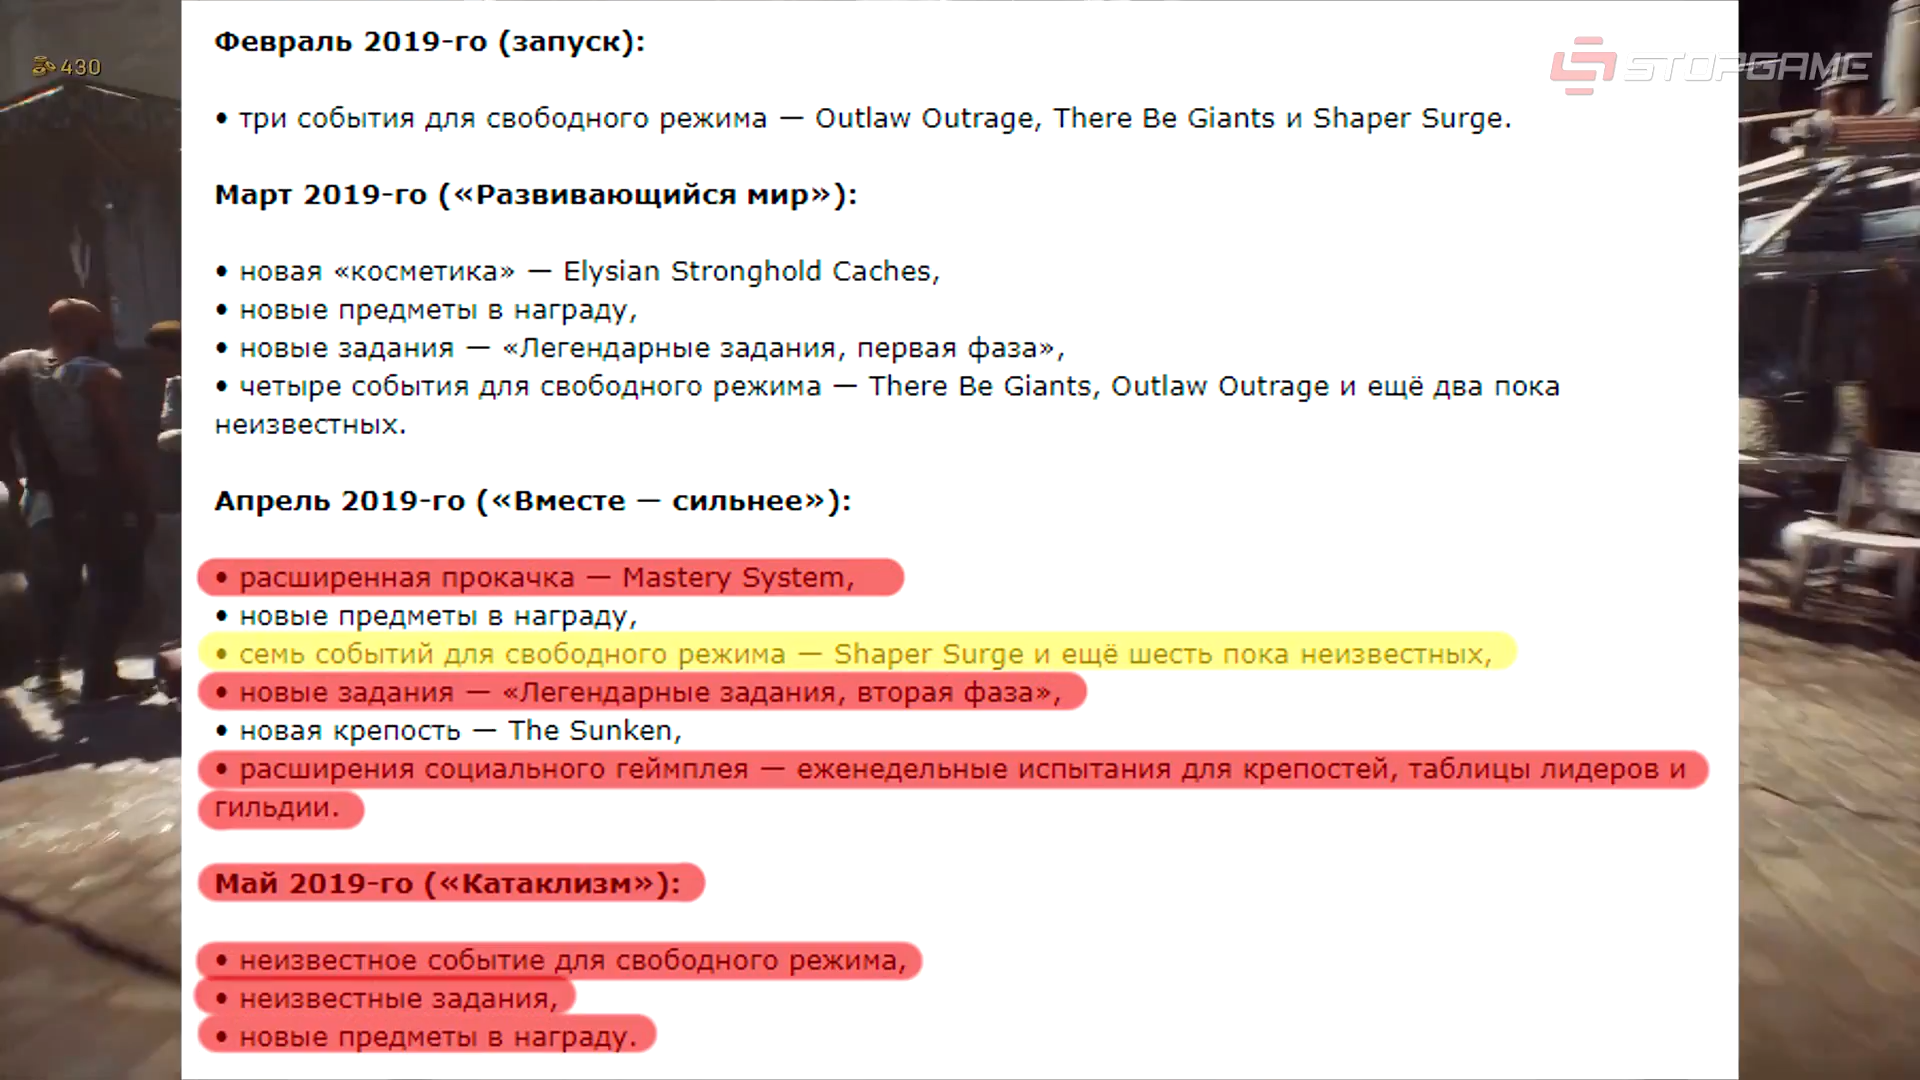 430
STOPGAME
Февраль 2019-го (запуск):
• три события для свободного режима — Outlaw Outrage, There Be Giants и Shaper Surge.
Март 2019-го («Развивающийся мир»):
• новая «косметика» — Elysian Stronghold Caches,
• новые предметы в награду,
• новые задания — «Легендарные задания, первая фаза»,
• четыре события для свободного режима — There Be Giants, Outlaw Outrage и ещё два пока
неизвестных.
Апрель 2019-го («Вместе — сильнее»):
• расширенная прокачка — Mastery System,
• новые предметы в награду,
• семь событий для свободного режима — Shaper Surge и ещё шесть пока неизвестных,
• новые задания — «Легендарные задания, вторая фаза»,
• новая крепость — The Sunken,
• расширения социального геймплея — еженедельные испытания для крепостей, таблицы лидеров и
гильдии.
Май 2019-го («Катаклизм»):
• неизвестное событие для свободного режима,
• неизвестные задания,
• новые предметы в награду.